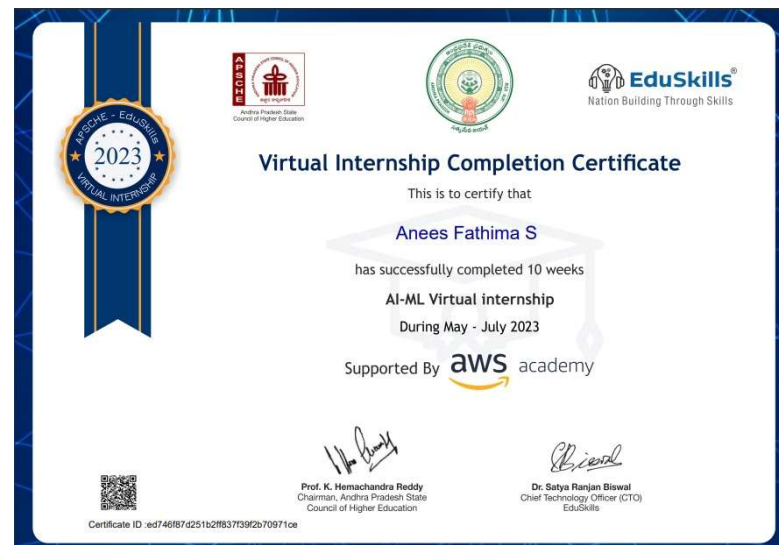 APSCHE - EduSkills
2023
VIRTUAL INTERNSHIP
APSCHE
Andhra Pradesh State
Council of Higher Education
EduSkills®
Nation Building Through Skills
Virtual Internship Completion Certificate
This is to certify that
Anees Fathima S
has successfully completed 10 weeks
AI-ML Virtual internship
During May - July 2023
Supported By aws academy
Prof. K. Hemachandra Reddy
Chairman, Andhra Pradesh State
Council of Higher Education
Dr. Satya Ranjan Biswal
Chief Technology Officer (CTO)
EduSkills
Certificate ID :ed746f87d251b2ff837f39f2b70971ce